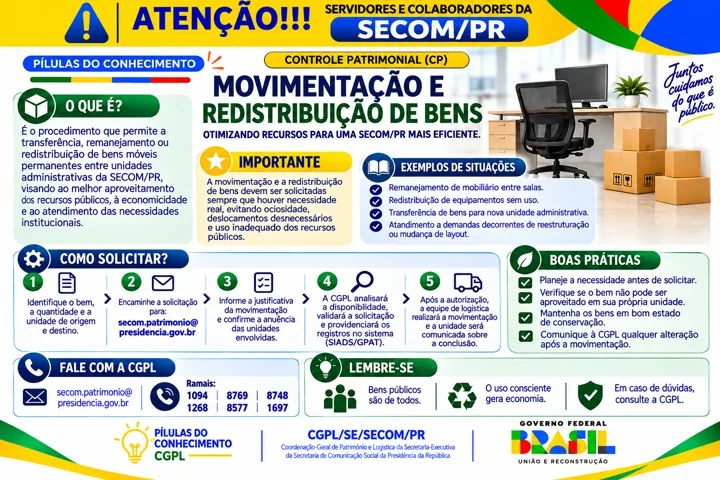 ATENÇÃO!!!
SERVIDORES E COLABORADORES DA
SECOM/PR
PÍLULAS DO CONHECIMENTO
CONTROLE PATRIMONIAL (CP)
MOVIMENTAÇÃO E
REDISTRIBUIÇÃO DE BENS
OTIMIZANDO RECURSOS PARA UMA SECOM/PR MAIS EFICIENTE.
Juntos
cuidamos
do que é
público.
O QUE É?
É o procedimento que permite a
transferência, remanejamento ou
redistribuição de bens móveis
permanentes entre unidades
administrativas da SECOM/PR,
visando ao melhor aproveitamento
dos recursos públicos, à economicidade
e ao atendimento das necessidades
institucionais.
IMPORTANTE
A movimentação e a redistribuição
de bens devem ser solicitadas
sempre que houver necessidade
real, evitando ociosidade,
deslocamentos desnecessários
e uso inadequado dos recursos
públicos.
EXEMPLOS DE SITUAÇÕES
Remanejamento de mobiliário entre salas.
Redistribuição de equipamentos sem uso.
Transferência de bens para nova unidade administrativa.
Atandimento a demandas decorrentes de reestruturação
ou mudança de layout.
COMO SOLICITAR?
1
Identifique o bem,
a quantidade e a
unidade de origem
e destino.
2
Encaminhe a solicitação
para:
secom.patrimonio@
presidencia.gov.br
3
Informe a justificativa
da movimentação
e confirme a anuência
das unidades
envolvidas.
4
A CGPL analisará
a disponibilidade,
validará a solicitação
e providenciará os
registros no sistema
(SIADS/GPAT).
5
Após a autorização,
a equipe de logística
realizará a movimentação
e a unidade será
comunicada sobre
a conclusão.
BOAS PRÁTICAS
Planeje a necessidade antes de solicitar.
Verifique se o bem não pode ser
aproveitado em sua própria unidade.
Mantenha os bens em bom estado
de conservação.
Comunique à CGPL qualquer alteração
após a movimentação.
FALE COM A CGPL
secom.patrimonio@
presidencia.gov.br
Ramais:
1094 | 8769 | 8748
1268 | 8577 | 1697
LEMBRE-SE
Bens públicos
são de todos.
O uso consciente
gera economia.
Em caso de dúvidas,
consulte a CGPL.
PÍLULAS DO
CONHECIMENTO
CGPL
CGPL/SE/SECOM/PR
Coordenação-Geral de Patrimônio e Logística da Secretaria-Executiva
da Secretaria de Comunicação Social da Presidência da República
GOVERNO FEDERAL
BRASIL
UNIÃO E RECONSTRUÇÃO